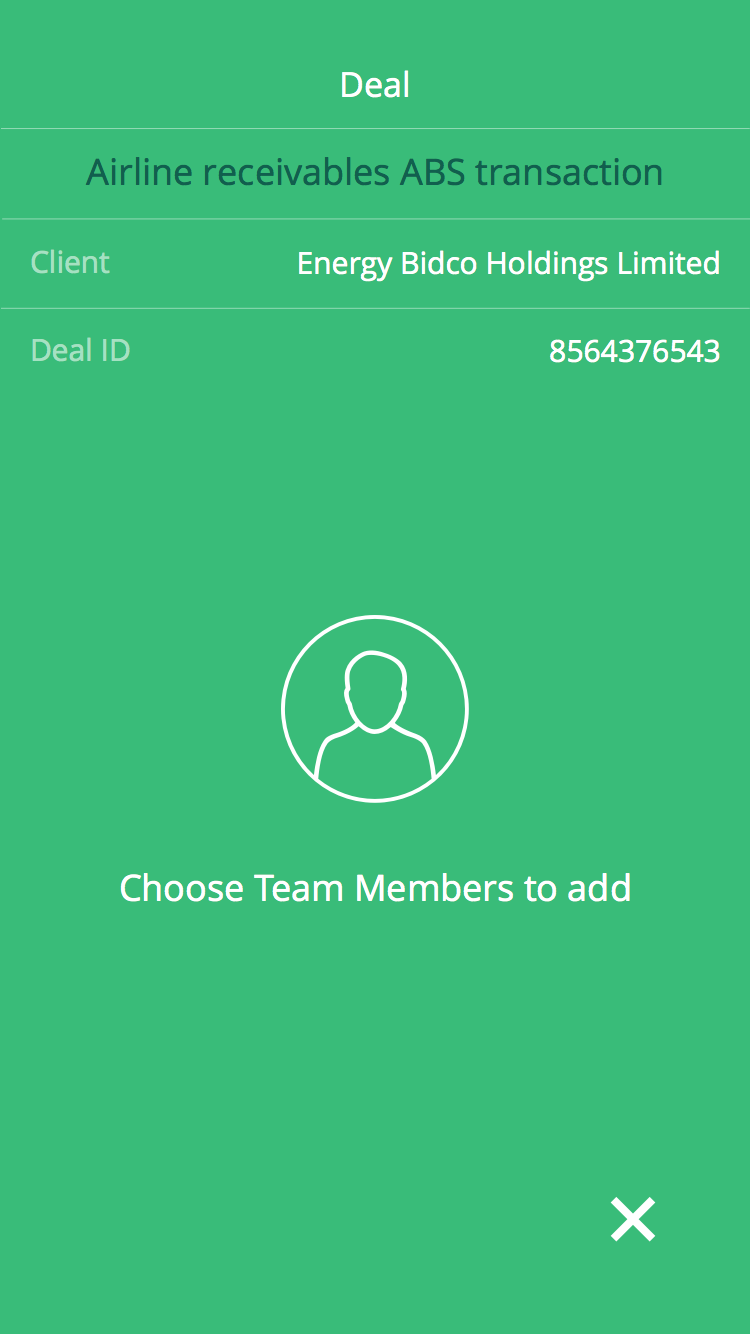 Deal
Airline receivables ABS transaction
Client Energy Bidco Holdings Limited
Deal ID 8564376543
Choose Team Members to add